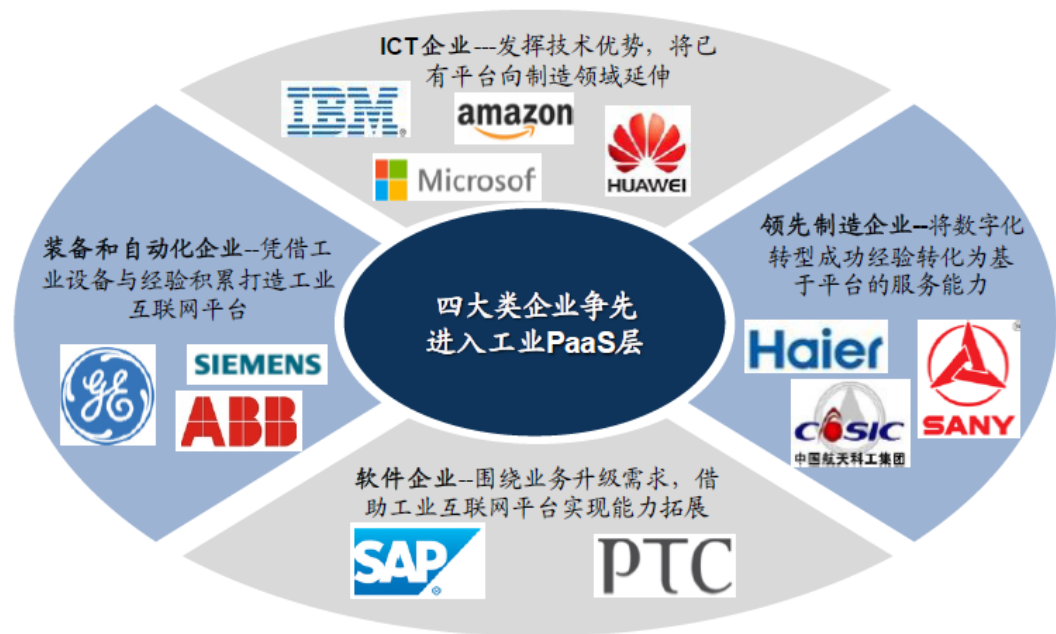 ICT企业---发挥技术优势，将已
有平台向制造领域延伸
IBM
amazon
Microsof
HUAWEI
装备和自动化企业--凭借工
业设备与经验积累打造工业
互联网平台
GE
SIEMENS
ABB
四大类企业争先
进入工业PaaS层
领先制造企业--将数字化
转型成功经验转化为基
于平台的服务能力
Haier
SANY
CASIC
中国航天科工集团
软件企业--围绕业务升级需求，借
助工业互联网平台实现能力拓展
SAP
PTC